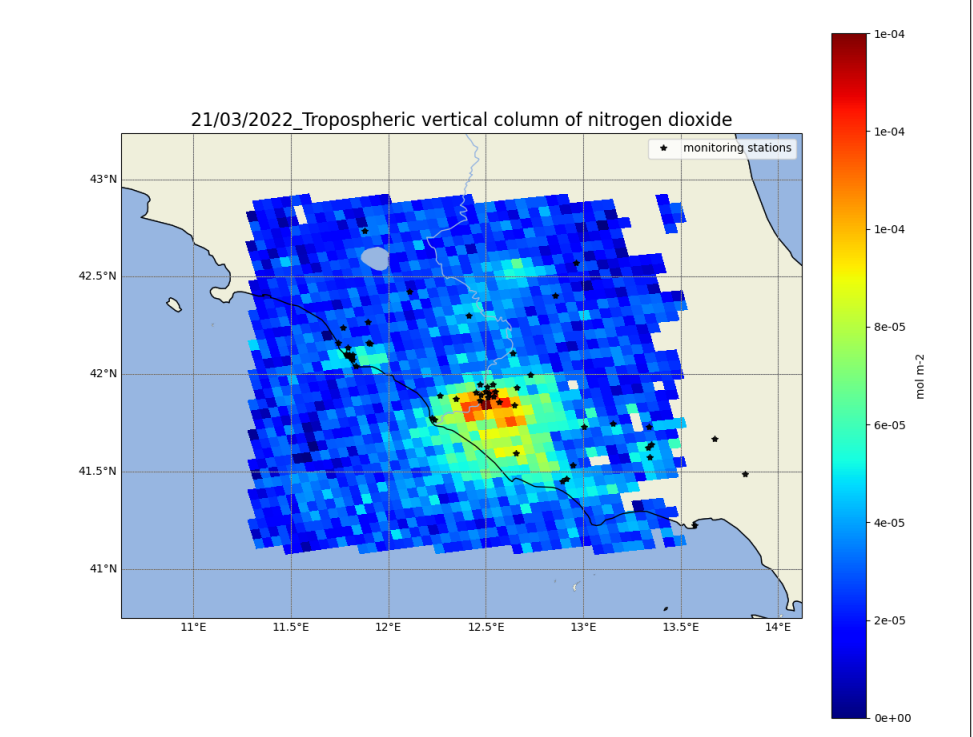 21/03/2022_Tropospheric vertical column of nitrogen dioxide
monitoring stations
43°N
42.5°N
42°N
41.5°N
41°N
11°E
11.5°E
12°E
12.5°E
13°E
13.5°E
14°E
1e-04
1e-04
1e-04
8e-05
6e-05
4e-05
2e-05
0e+00
mol m-2